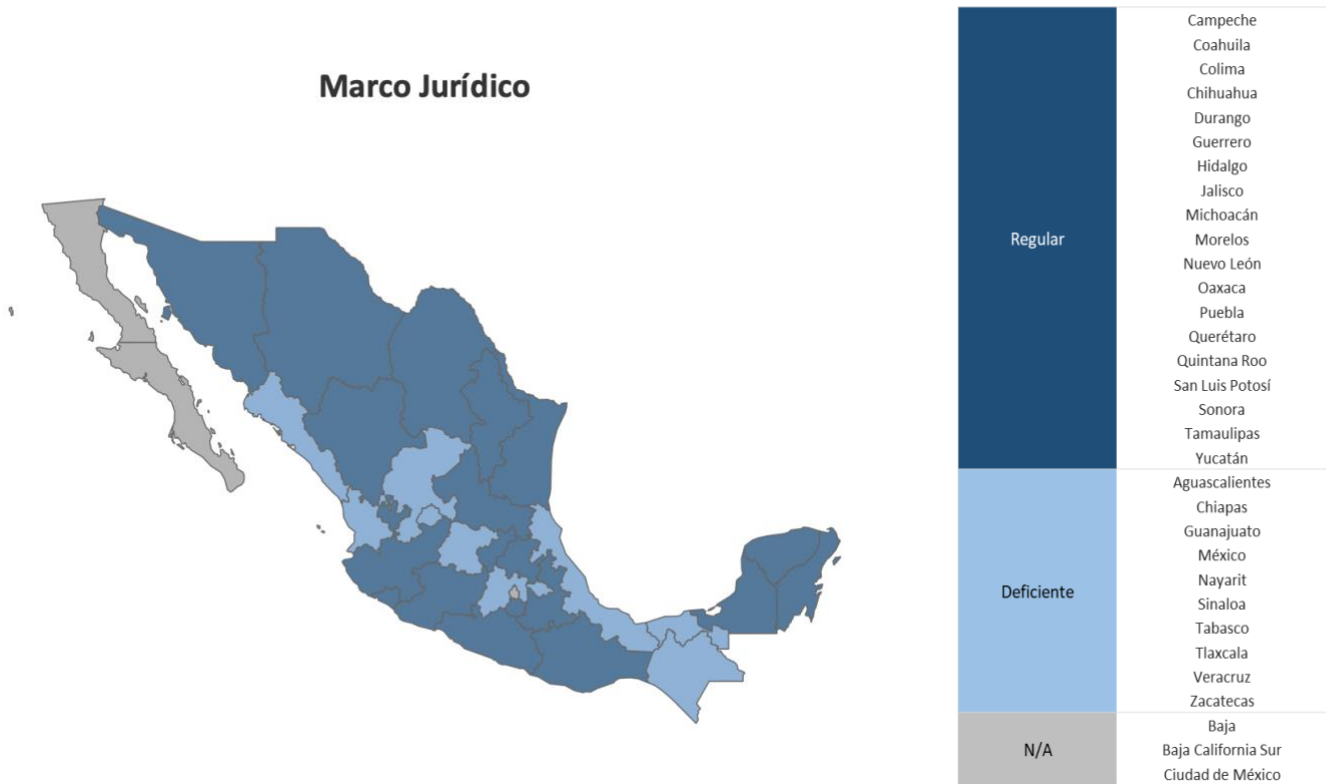 Marco Jurídico
Regular
Campeche
Coahuila
Colima
Chihuahua
Durango
Guerrero
Hidalgo
Jalisco
Michoacán
Morelos
Nuevo León
Oaxaca
Puebla
Querétaro
Quintana Roo
San Luis Potosí
Sonora
Tamaulipas
Yucatán
Deficiente
Aguascalientes
Chiapas
Guanajuato
México
Nayarit
Sinaloa
Tabasco
Tlaxcala
Veracruz
Zacatecas
N/A
Baja
Baja California Sur
Ciudad de México